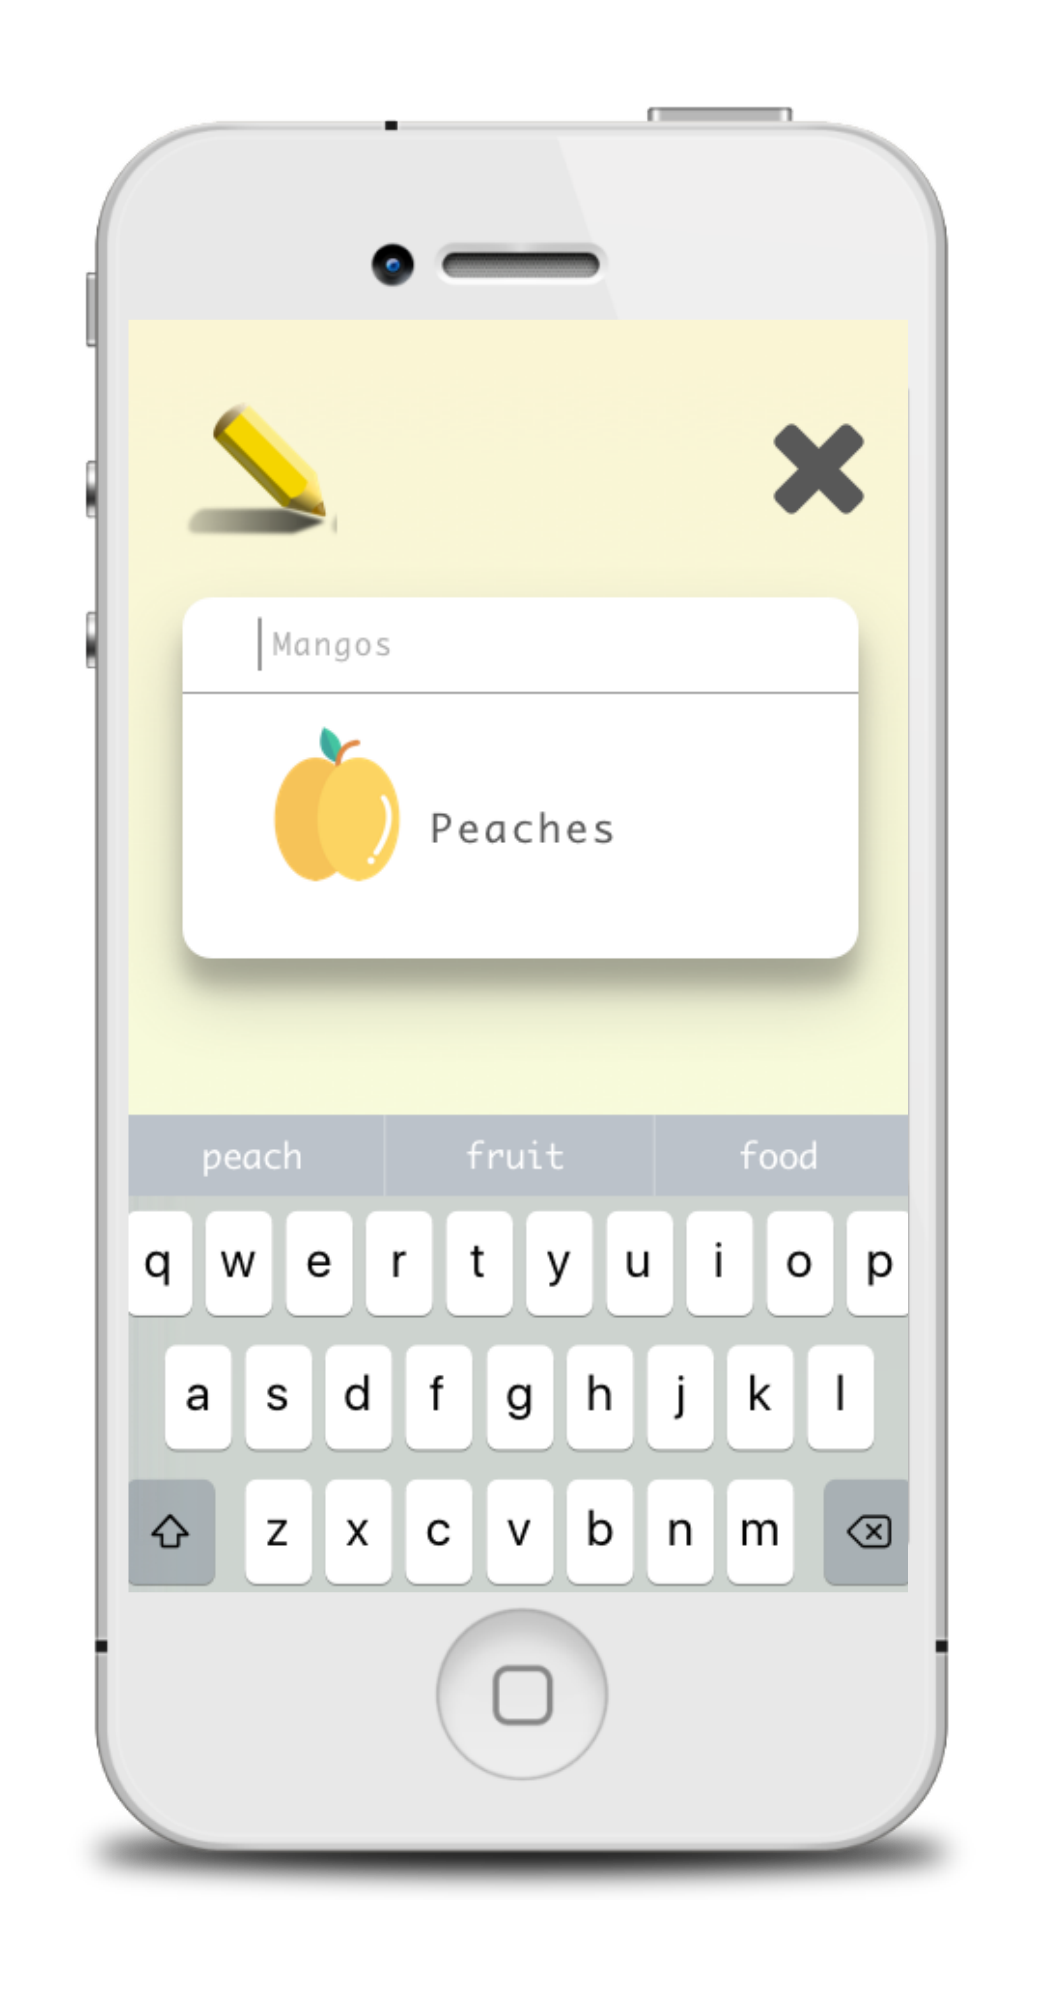 Mangos
Peaches
peach fruit food
q w e r t y u i o p
a s d f g h j k l
z x c v b n m